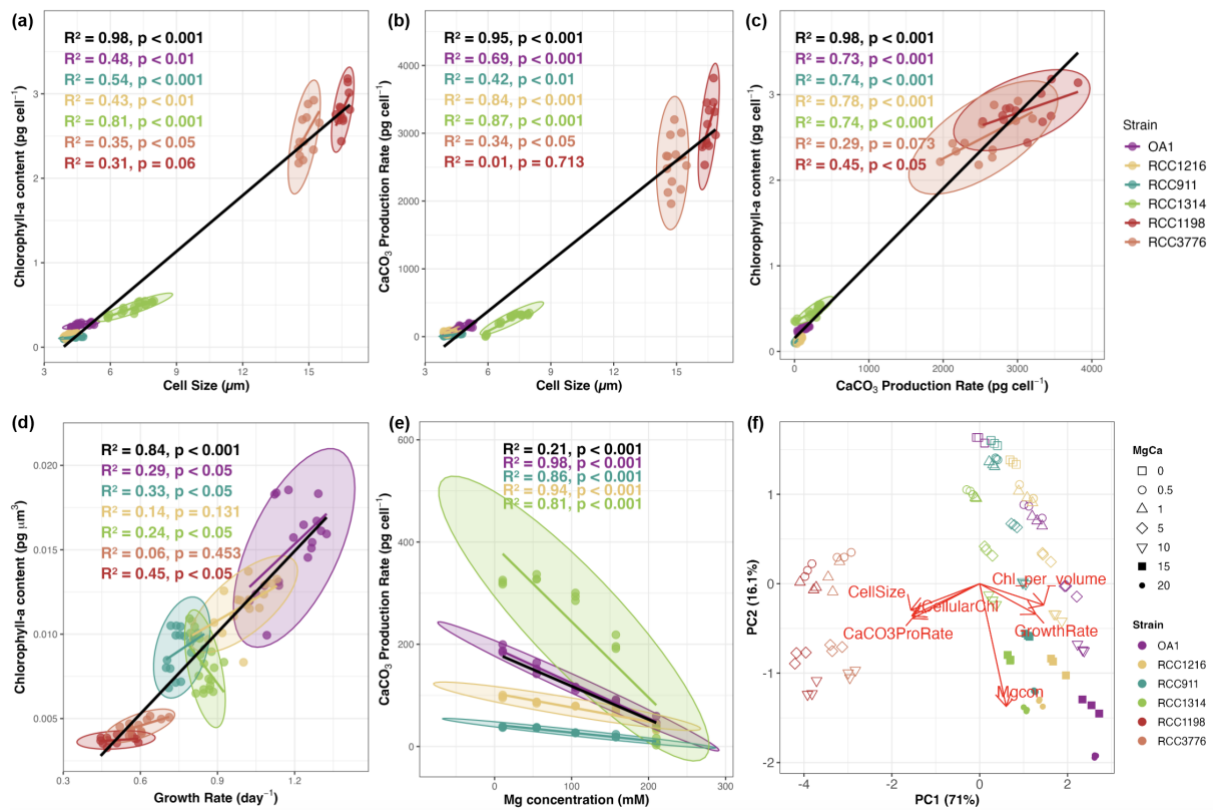 (a)
R² = 0.98, p < 0.001
R² = 0.48, p < 0.01
R² = 0.54, p < 0.001
R² = 0.43, p < 0.01
R² = 0.81, p < 0.001
R² = 0.35, p < 0.05
R² = 0.31, p = 0.06
Chlorophyll-a content (pg cell⁻¹)
3
2
1
0
3
6
9
12
15
Cell Size (μm)
(b)
R² = 0.95, p < 0.001
R² = 0.69, p < 0.001
R² = 0.42, p < 0.01
R² = 0.84, p < 0.001
R² = 0.87, p < 0.001
R² = 0.34, p < 0.05
R² = 0.01, p = 0.713
CaCO₃ Production Rate (pg cell⁻¹)
4000
3000
2000
1000
0
3
6
9
12
15
Cell Size (μm)
(c)
R² = 0.98, p < 0.001
R² = 0.73, p < 0.001
R² = 0.74, p < 0.001
R² = 0.78, p < 0.001
R² = 0.74, p < 0.001
R² = 0.29, p = 0.073
R² = 0.45, p < 0.05
Chlorophyll-a content (pg cell⁻¹)
3
2
1
0
0
1000
2000
3000
4000
CaCO₃ Production Rate (pg cell⁻¹)
Strain
OA1
RCC1216
RCC911
RCC1314
RCC1198
RCC3776
(d)
R² = 0.84, p < 0.001
R² = 0.29, p < 0.05
R² = 0.33, p < 0.05
R² = 0.14, p = 0.131
R² = 0.24, p < 0.05
R² = 0.06, p = 0.453
R² = 0.45, p < 0.05
Chlorophyll-a content (pg μm³)
0.020
0.015
0.010
0.005
0.3
0.6
0.9
1.2
Growth Rate (day⁻¹)
(e)
R² = 0.21, p < 0.001
R² = 0.98, p < 0.001
R² = 0.86, p < 0.001
R² = 0.94, p < 0.001
R² = 0.81, p < 0.001
CaCO₃ Production Rate (pg cell⁻¹)
600
400
200
0
0
100
200
300
Mg concentration (mM)
(f)
Chl_per_volume
CellSize
CellularChl
CaCO3ProRate
GrowthRate
Mgcon
PC2 (16.1%)
1
0
-1
-2
-4
-2
0
2
PC1 (71%)
MgCa
0
0.5
1
5
10
15
20
Strain
OA1
RCC1216
RCC911
RCC1314
RCC1198
RCC3776